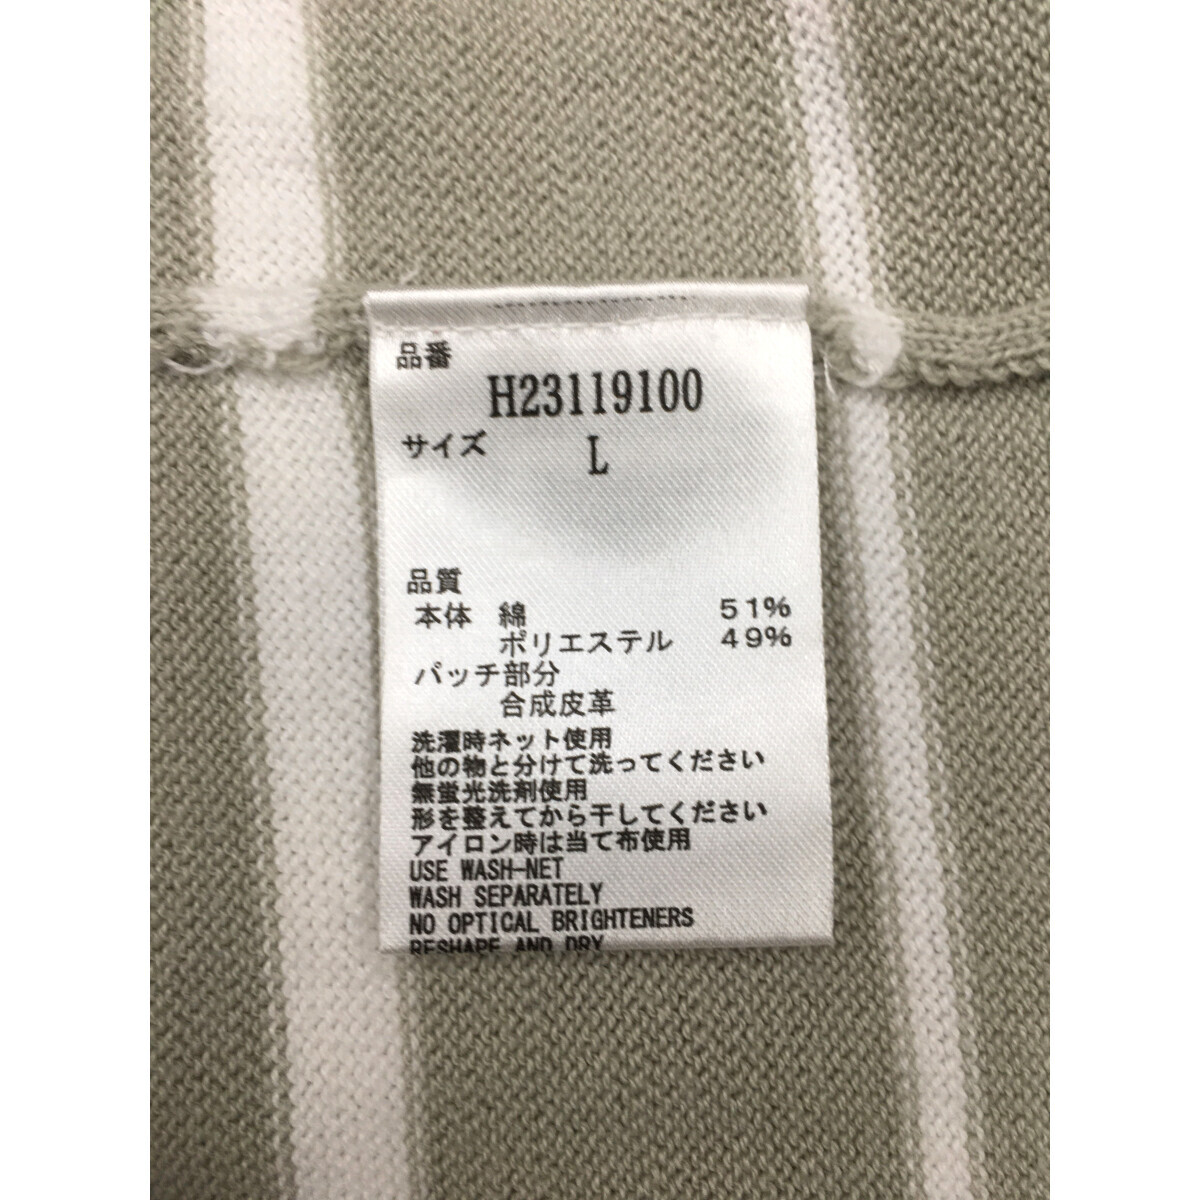 品番
H23119100
サイズ L
品質
本体 綿 51%
ポリエステル 49%
パッチ部分
合成皮革
洗濯時ネット使用
他の物と分けて洗ってください
無蛍光洗剤使用
形を整えてから干してください
アイロン時は当て布使用
USE WASH-NET
WASH SEPARATELY
NO OPTICAL BRIGHTENERS
RESHAPE AND DRY